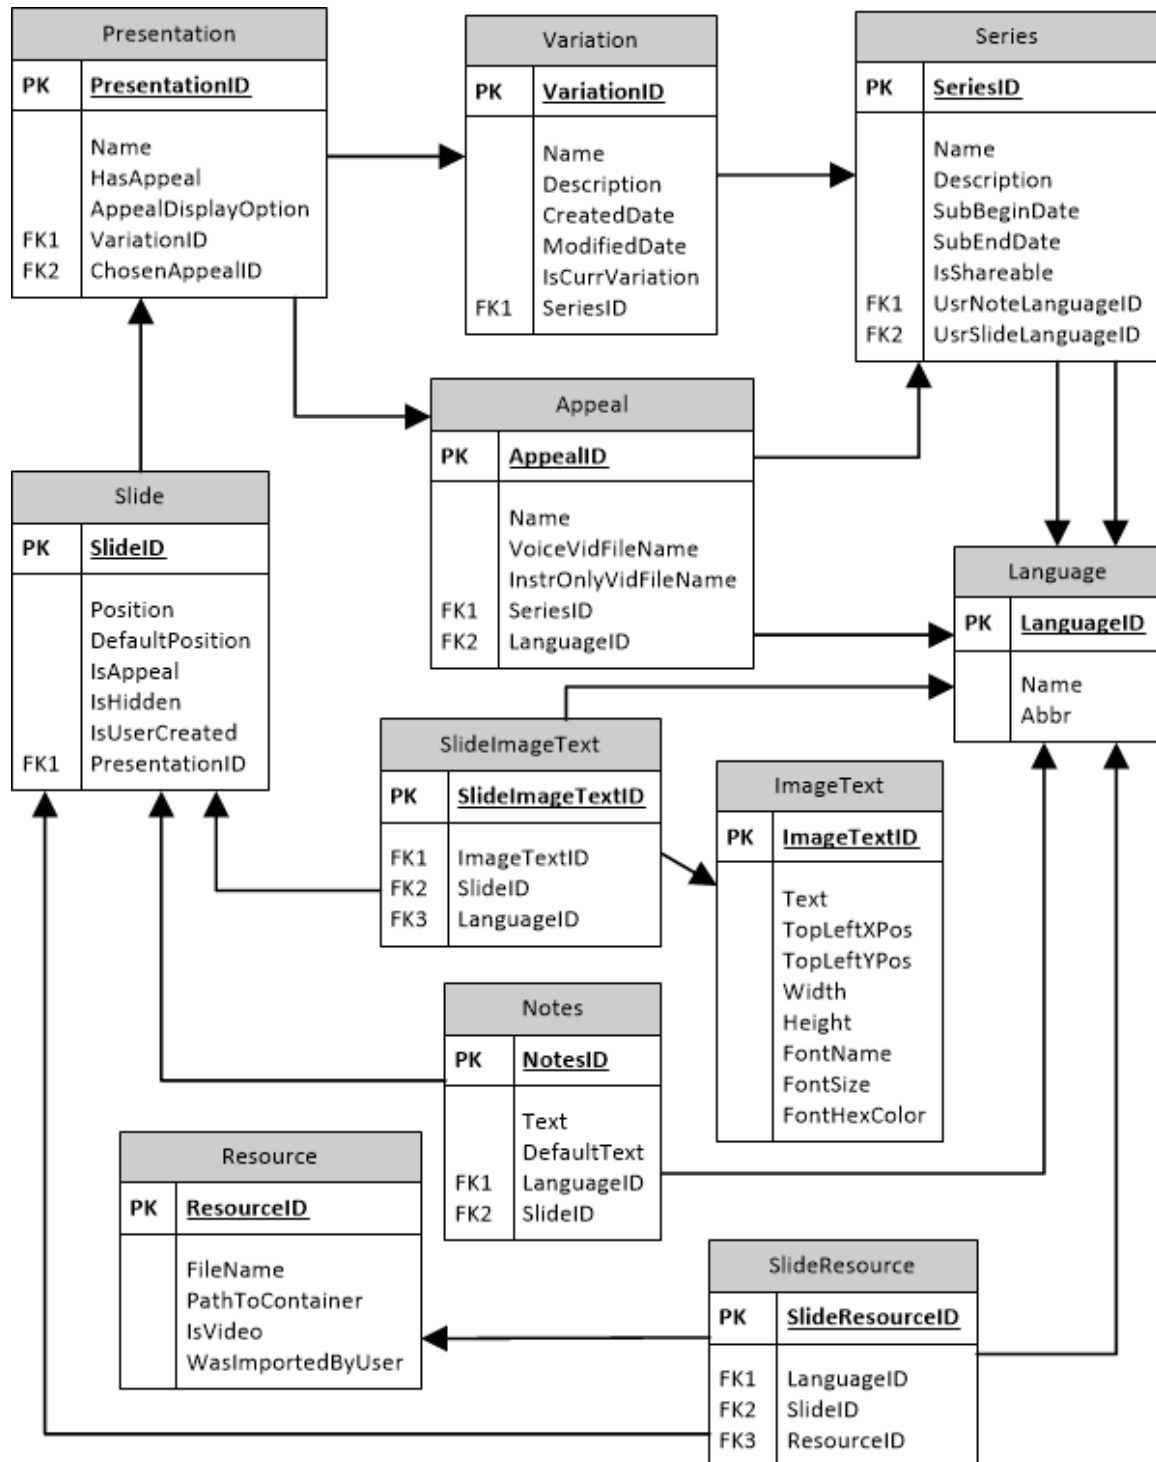 Presentation
PK PresentationID
Name
HasAppeal
AppealDisplayOption
FK1 VariationID
FK2 ChosenAppealID
Variation
PK VariationID
Name
Description
CreatedDate
ModifiedDate
IsCurrVariation
FK1 SeriesID
Series
PK SeriesID
Name
Description
SubBeginDate
SubEndDate
IsShareable
FK1 UsrNoteLanguageID
FK2 UsrSlideLanguageID
Appeal
PK AppealID
Name
VoiceVidFileName
InstrOnlyVidFileName
FK1 SeriesID
FK2 LanguageID
Slide
PK SlideID
Position
DefaultPosition
IsAppeal
IsHidden
IsUserCreated
FK1 PresentationID
Language
PK LanguageID
Name
Abbr
SlideImageText
PK SlideImageTextID
FK1 ImageTextID
FK2 SlideID
FK3 LanguageID
ImageText
PK ImageTextID
Text
TopLeftXPos
TopLeftYPos
Width
Height
FontName
FontSize
FontHexColor
Notes
PK NotesID
Text
DefaultText
FK1 LanguageID
FK2 SlideID
Resource
PK ResourceID
FileName
PathToContainer
IsVideo
WasImportedByUser
SlideResource
PK SlideResourceID
FK1 LanguageID
FK2 SlideID
FK3 ResourceID